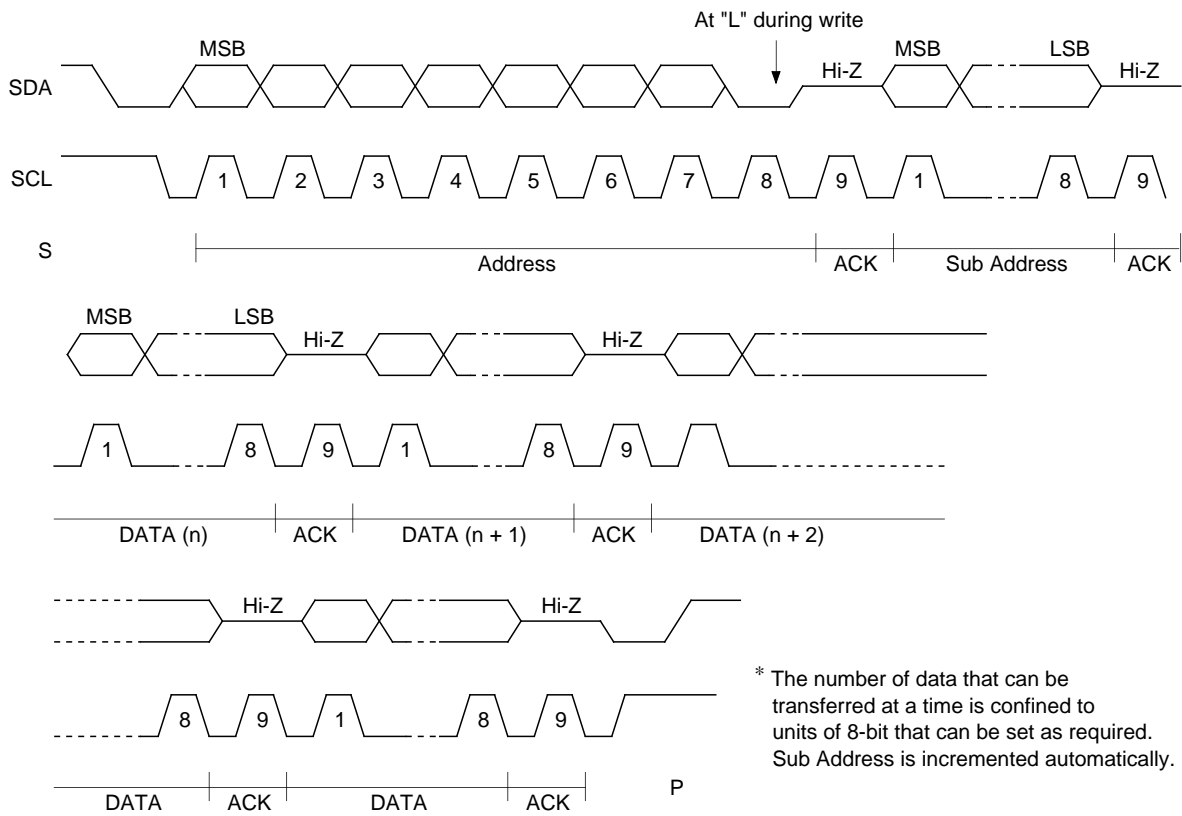 At "L" during write
MSB MSB LSB
SDA Hi-Z Hi-Z
SCL 1 2 3 4 5 6 7 8 9 1 8 9
S Address ACK Sub Address ACK
MSB LSB Hi-Z Hi-Z
1 8 9 1 8 9
DATA (n) ACK DATA (n + 1) ACK DATA (n + 2)
Hi-Z Hi-Z
8 9 1 8 9
DATA ACK DATA ACK P
* The number of data that can be
transferred at a time is confined to
units of 8-bit that can be set as required.
Sub Address is incremented automatically.